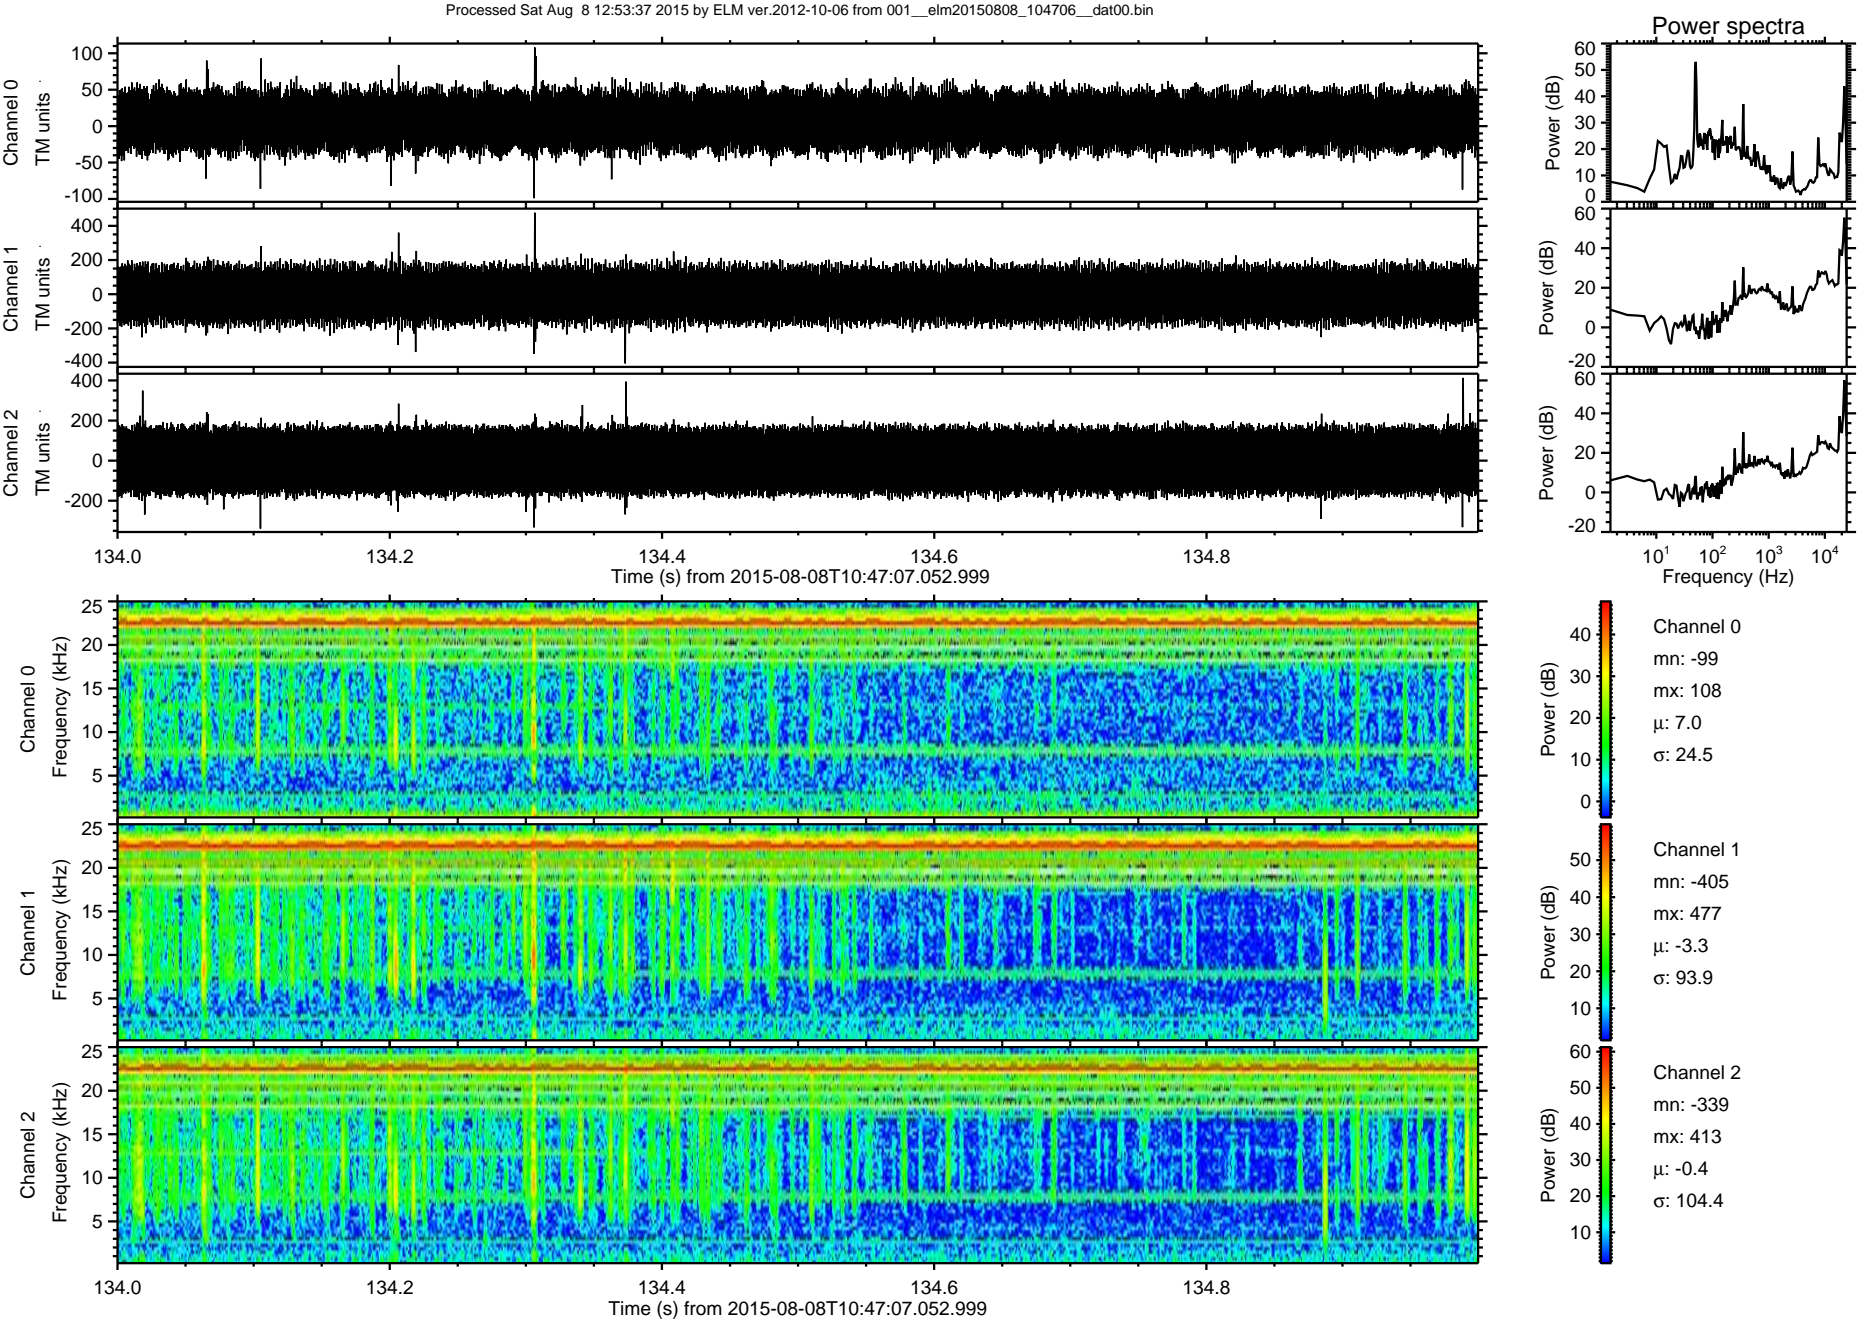 Processed Sat Aug  8 12:53:37 2015 by ELM ver.2012-10-06 from 001__elm20150808_104706__dat00.bin
Power spectra
Channel 0
TM units
100
50
0
-50
-100
Power (dB)
60
50
40
30
20
10
0
Channel 1
TM units
400
200
0
-200
-400
Power (dB)
60
40
20
0
-20
Channel 2
TM units
400
200
0
-200
Power (dB)
60
40
20
0
-20
134.0 134.2 134.4 134.6 134.8
Time (s) from 2015-08-08T10:47:07.052.999
10^1 10^2 10^3 10^4
Frequency (Hz)
Channel 0
Frequency (kHz)
25
20
15
10
5
Power (dB)
40
30
20
10
0
Channel 0
mn: -99
mx: 108
μ: 7.0
σ: 24.5
Channel 1
Frequency (kHz)
25
20
15
10
5
Power (dB)
50
40
30
20
10
Channel 1
mn: -405
mx: 477
μ: -3.3
σ: 93.9
Channel 2
Frequency (kHz)
25
20
15
10
5
Power (dB)
60
50
40
30
20
10
Channel 2
mn: -339
mx: 413
μ: -0.4
σ: 104.4
134.0 134.2 134.4 134.6 134.8
Time (s) from 2015-08-08T10:47:07.052.999